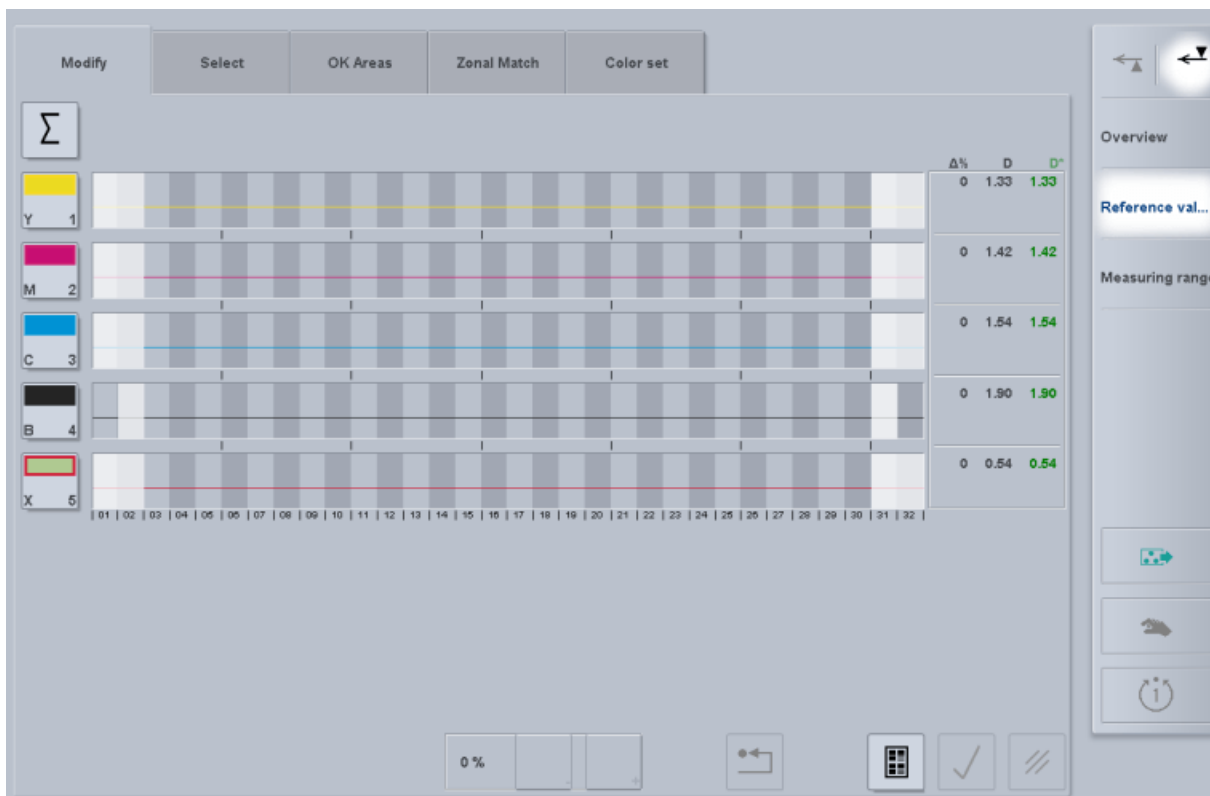 Modify Select OK Areas Zonal Match Color set
Σ
Overview
Δ% D D*
Y 1 0 1.33 1.33
Reference val...
M 2 0 1.42 1.42
Measuring range
C 3 0 1.54 1.54
B 4 0 1.90 1.90
X 5 0 0.54 0.54
| 01 | 02 | 03 | 04 | 05 | 06 | 07 | 08 | 09 | 10 | 11 | 12 | 13 | 14 | 15 | 16 | 17 | 18 | 19 | 20 | 21 | 22 | 23 | 24 | 25 | 26 | 27 | 28 | 29 | 30 | 31 | 32 |
1
0 % - +